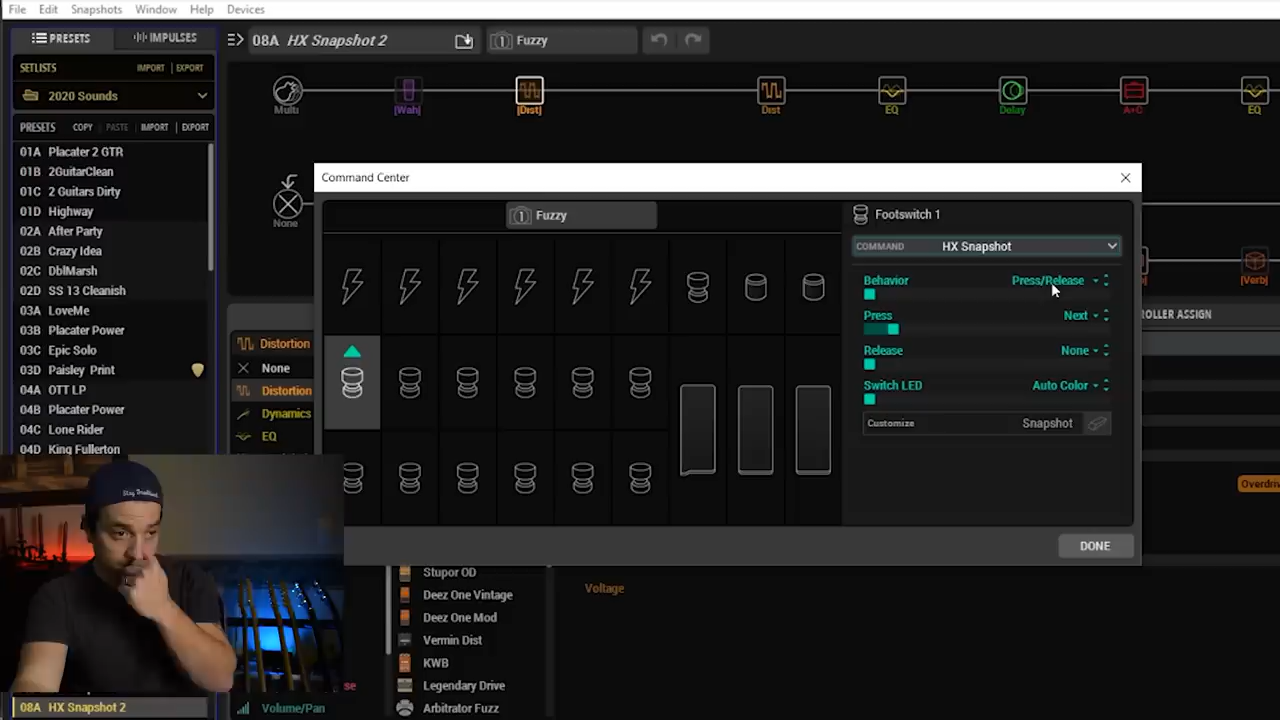 File Edit Snapshots Window Help Devices
PRESETS IMPULSES
08A HX Snapshot 2
1 Fuzzy
SETLISTS IMPORT | EXPORT
2020 Sounds
PRESETS COPY | PASTE | IMPORT | EXPORT
01A Placater 2 GTR
01B 2GuitarClean
01C 2 Guitars Dirty
01D Highway
02A After Party
02B Crazy Idea
02C DblMarsh
02D SS 13 Cleanish
03A LoveMe
03B Placater Power
03C Epic Solo
03D Paisley Print
04A OTT LP
04B Placater Power
04C Lone Rider
04D King Fullerton
08A HX Snapshot 2
Multi [Wah] [Dist] Dist EQ Delay A+C EQ
None
[Verb]
OLLER ASSIGN
Distortion
None
Distortion
Dynamics
EQ
Volume/Pan
Command Center
1 Fuzzy
Footswitch 1
COMMAND HX Snapshot
Behavior Press/Release
Press Next
Release None
Switch LED Auto Color
Customize Snapshot
DONE
Overdri
Stupor OD
Deez One Vintage
Deez One Mod
Vermin Dist
KWB
Legendary Drive
Arbitrator Fuzz
Voltage